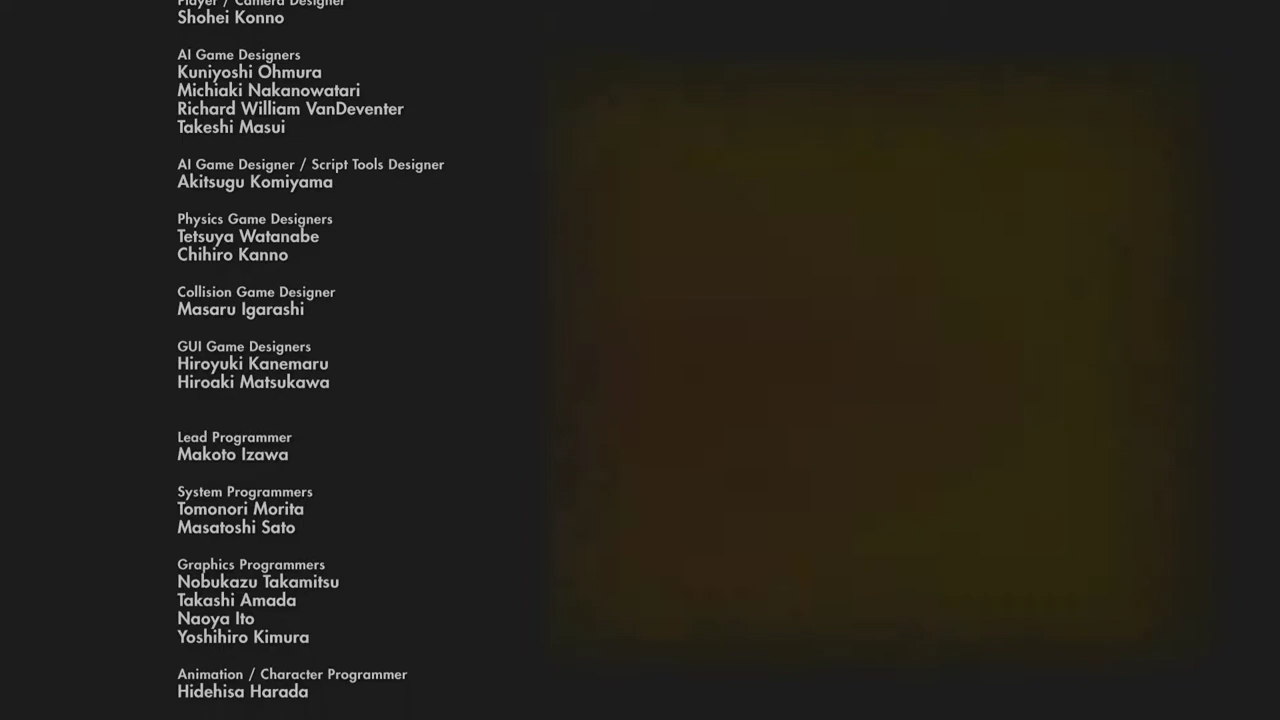 Player / Camera Designer
Shohei Konno
AI Game Designers
Kuniyoshi Ohmura
Michiaki Nakanowatari
Richard William VanDeventer
Takeshi Masui
AI Game Designer / Script Tools Designer
Akitsugu Komiyama
Physics Game Designers
Tetsuya Watanabe
Chihiro Kanno
Collision Game Designer
Masaru Igarashi
GUI Game Designers
Hiroyuki Kanemaru
Hiroaki Matsukawa
Lead Programmer
Makoto Izawa
System Programmers
Tomonori Morita
Masatoshi Sato
Graphics Programmers
Nobukazu Takamitsu
Takashi Amada
Naoya Ito
Yoshihiro Kimura
Animation / Character Programmer
Hidehisa Harada